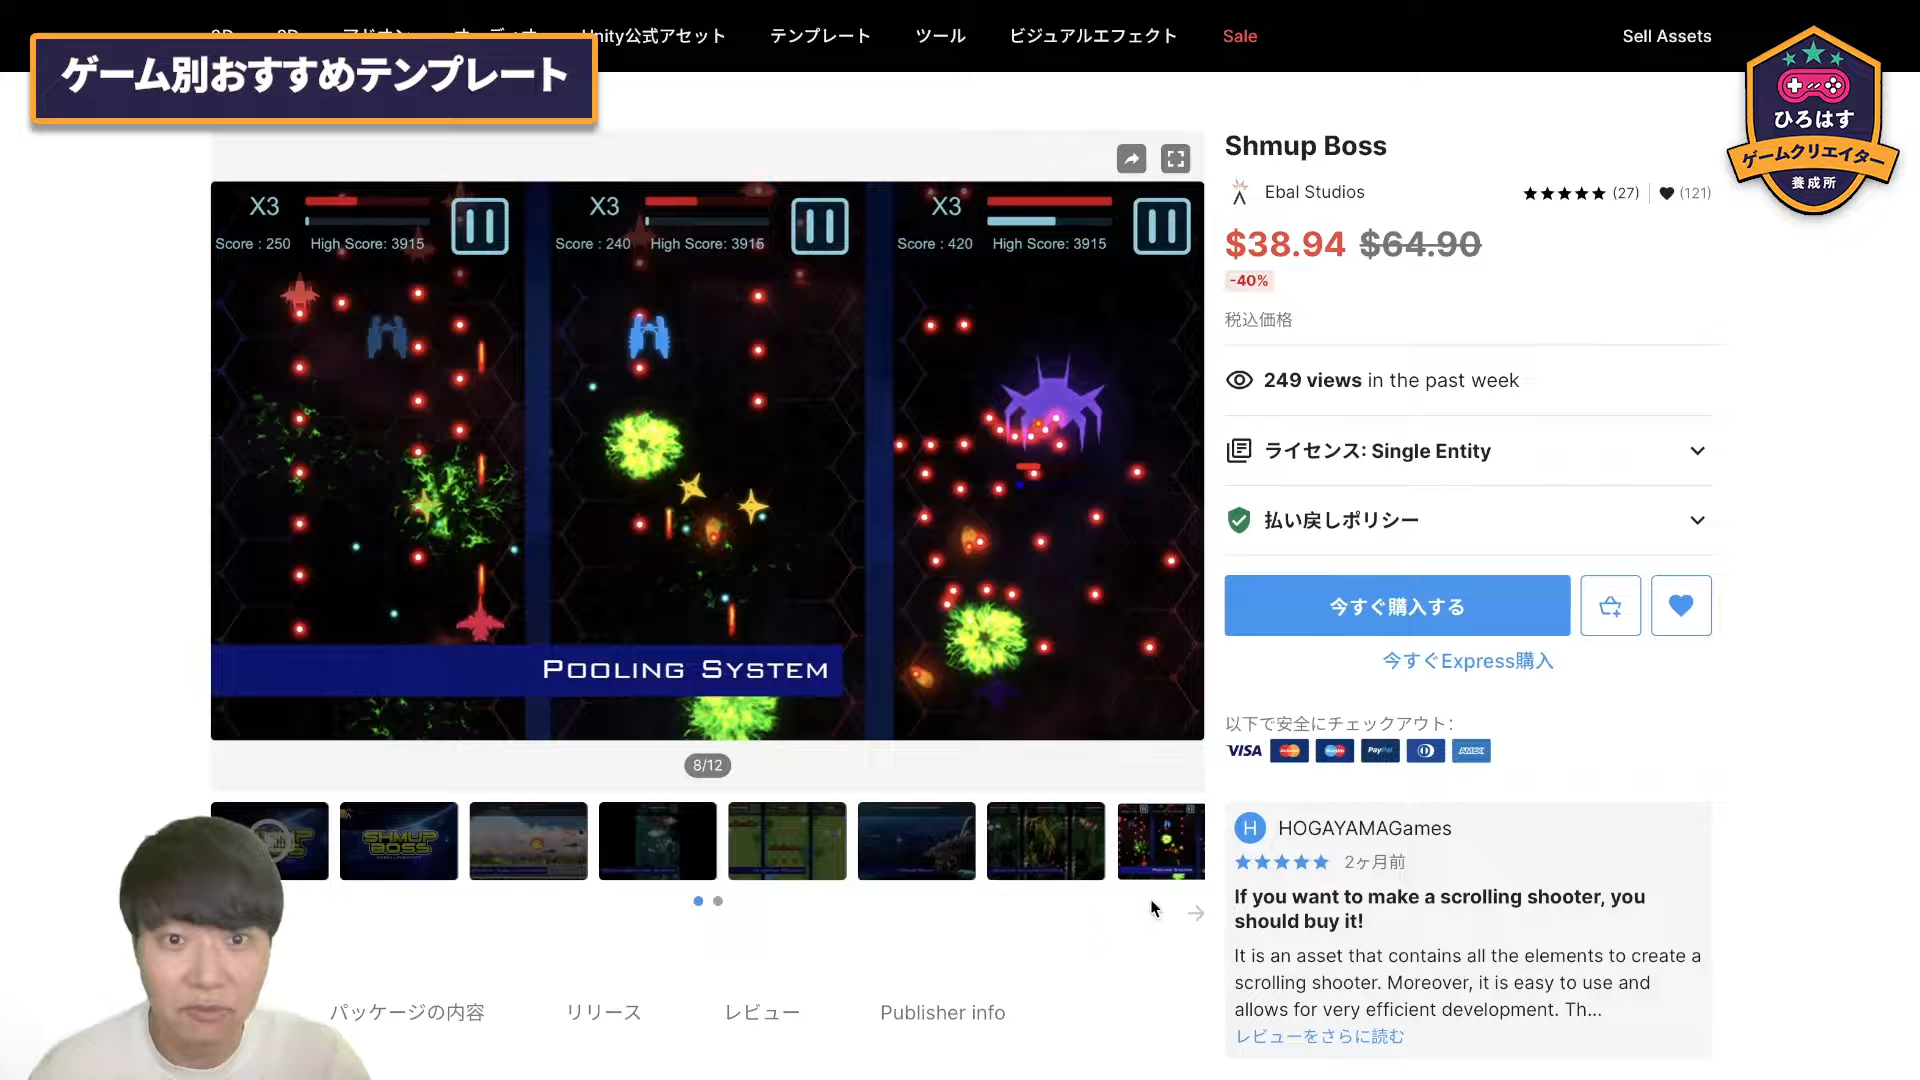 Unity公式アセット
テンプレート
ツール
ビジュアルエフェクト
Sale
Sell Assets
ゲーム別おすすめテンプレート
ひろはす
ゲームクリエイター
養成所
Shmup Boss
Ebal Studios
(27)
(121)
$38.94 $64.90
-40%
税込価格
249 views in the past week
ライセンス: Single Entity
払い戻しポリシー
今すぐ購入する
今すぐExpress購入
以下で安全にチェックアウト:
VISA
PayPal
AMEX
X3
Score : 250
High Score: 3915
X3
Score : 240
High Score: 3915
X3
Score : 420
High Score: 3915
POOLING SYSTEM
8/12
SHMUP
BOSS
パッケージの内容
リリース
レビュー
Publisher info
H
HOGAYAMAGames
2ヶ月前
If you want to make a scrolling shooter, you
should buy it!
It is an asset that contains all the elements to create a
scrolling shooter. Moreover, it is easy to use and
allows for very efficient development. Th...
レビューをさらに読む